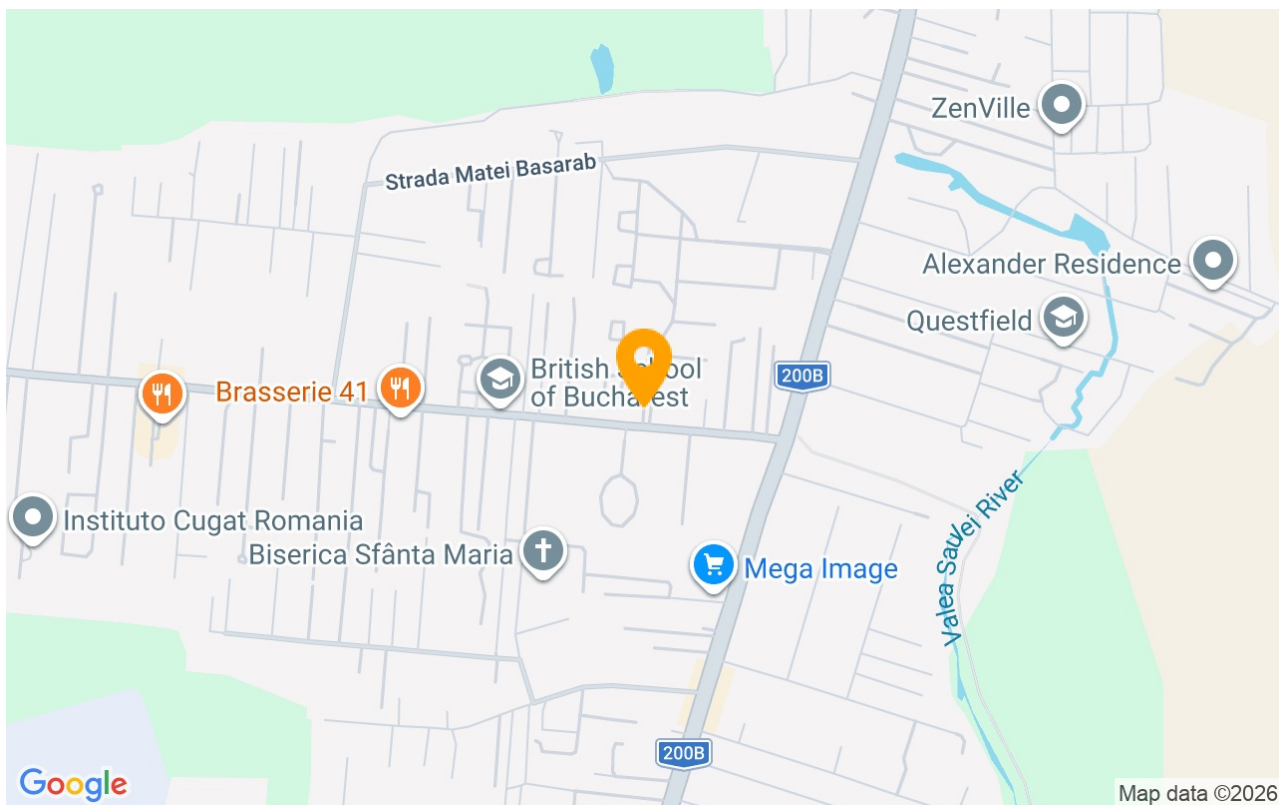 ZenVille
Strada Matei Basarab
Alexander Residence
Questfield
British School
of Bucharest
200B
Brasserie 41
Instituto Cugat Romania
Biserica Sfânta Maria
Mega Image
Valea Saulei River
200B
Google
Map data ©2026